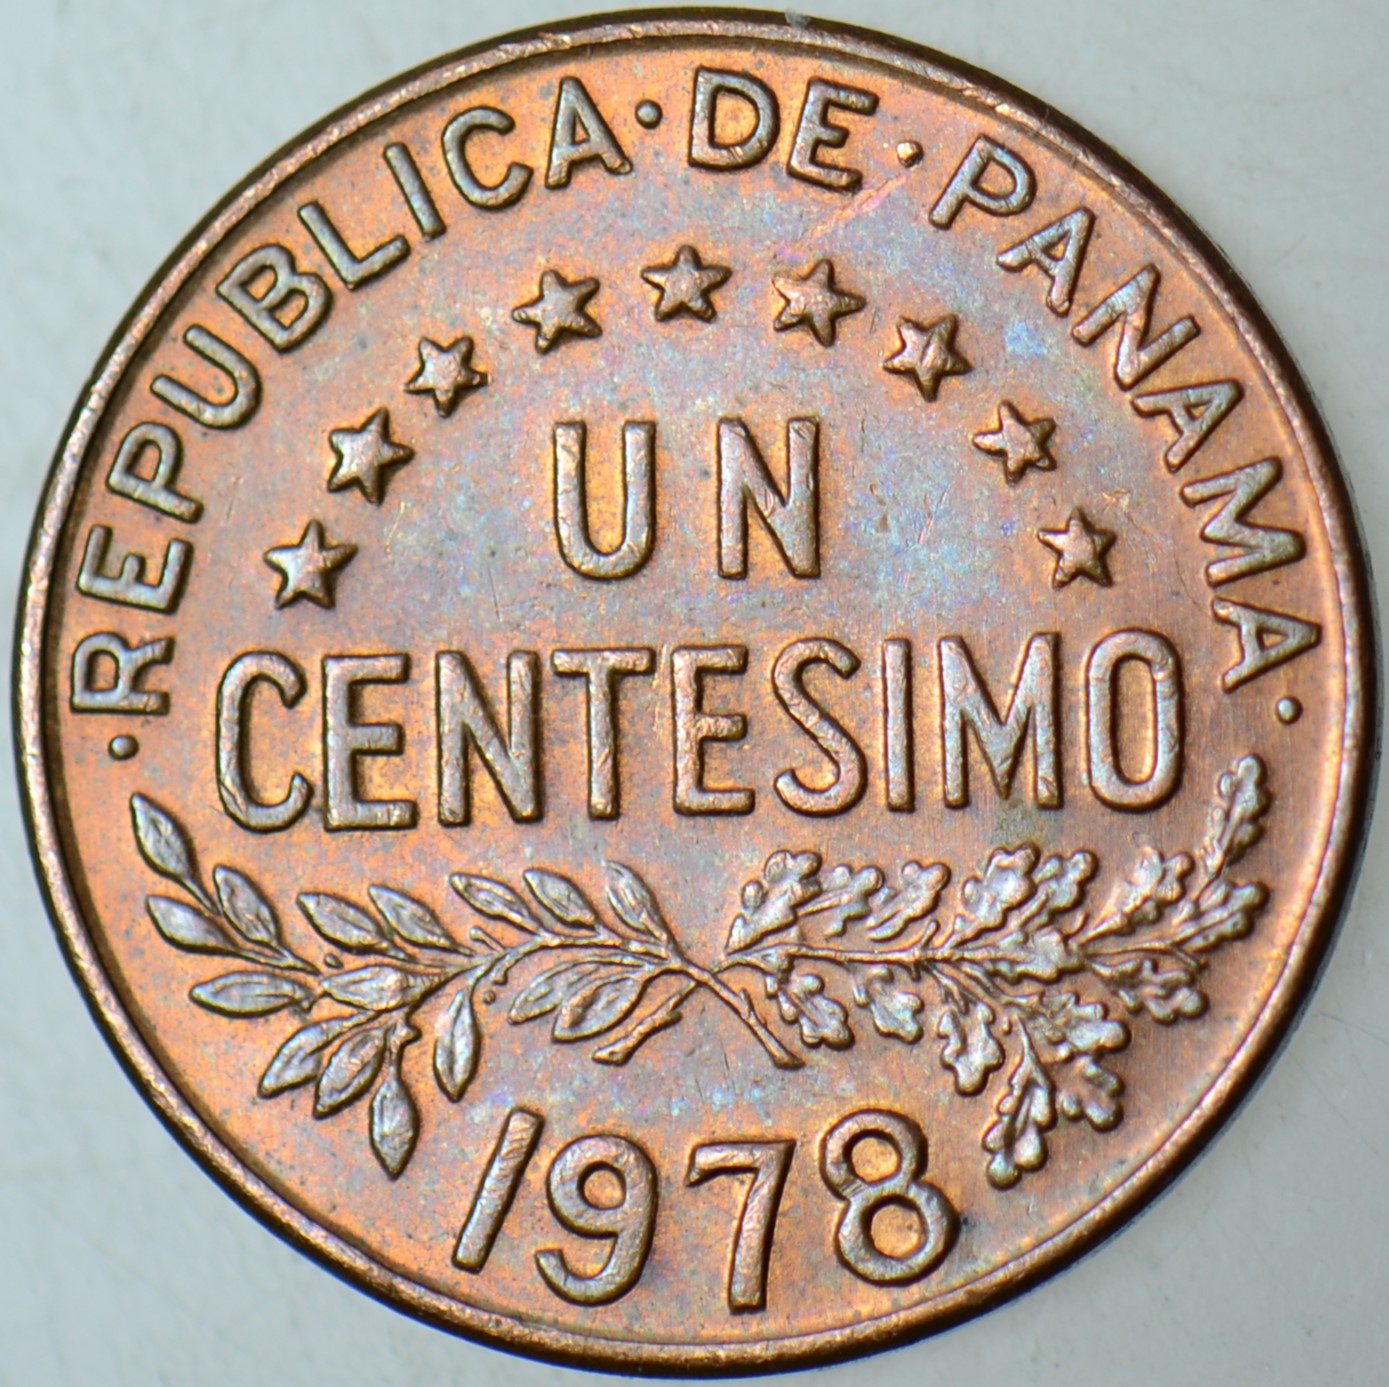 ·REPUBLICA·DE·PANAMA·
UN
CENTESIMO
1978